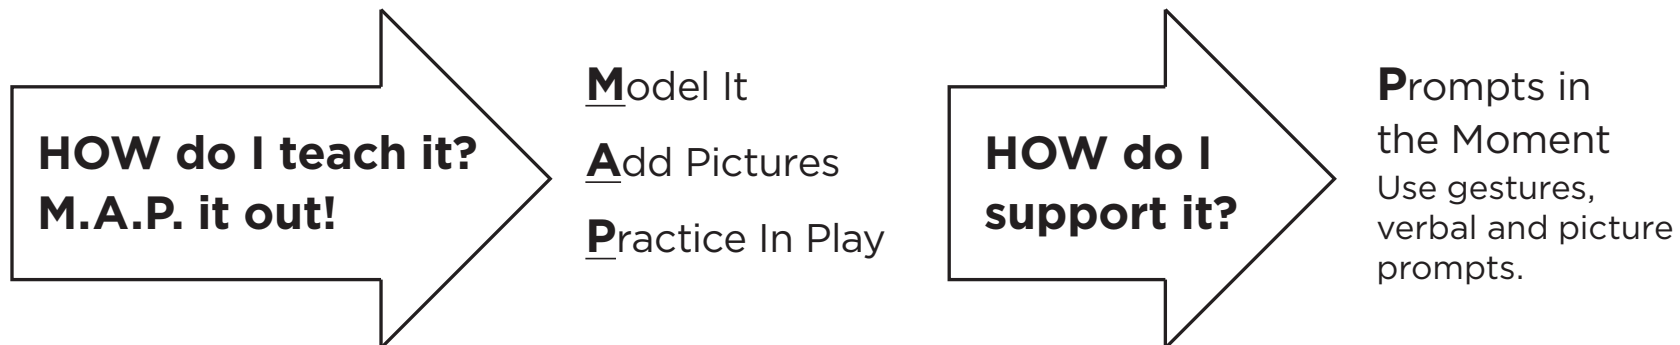 HOW do I teach it?
M.A.P. it out!
Model It
Add Pictures
Practice In Play
HOW do I
support it?
Prompts in
the Moment
Use gestures,
verbal and picture
prompts.